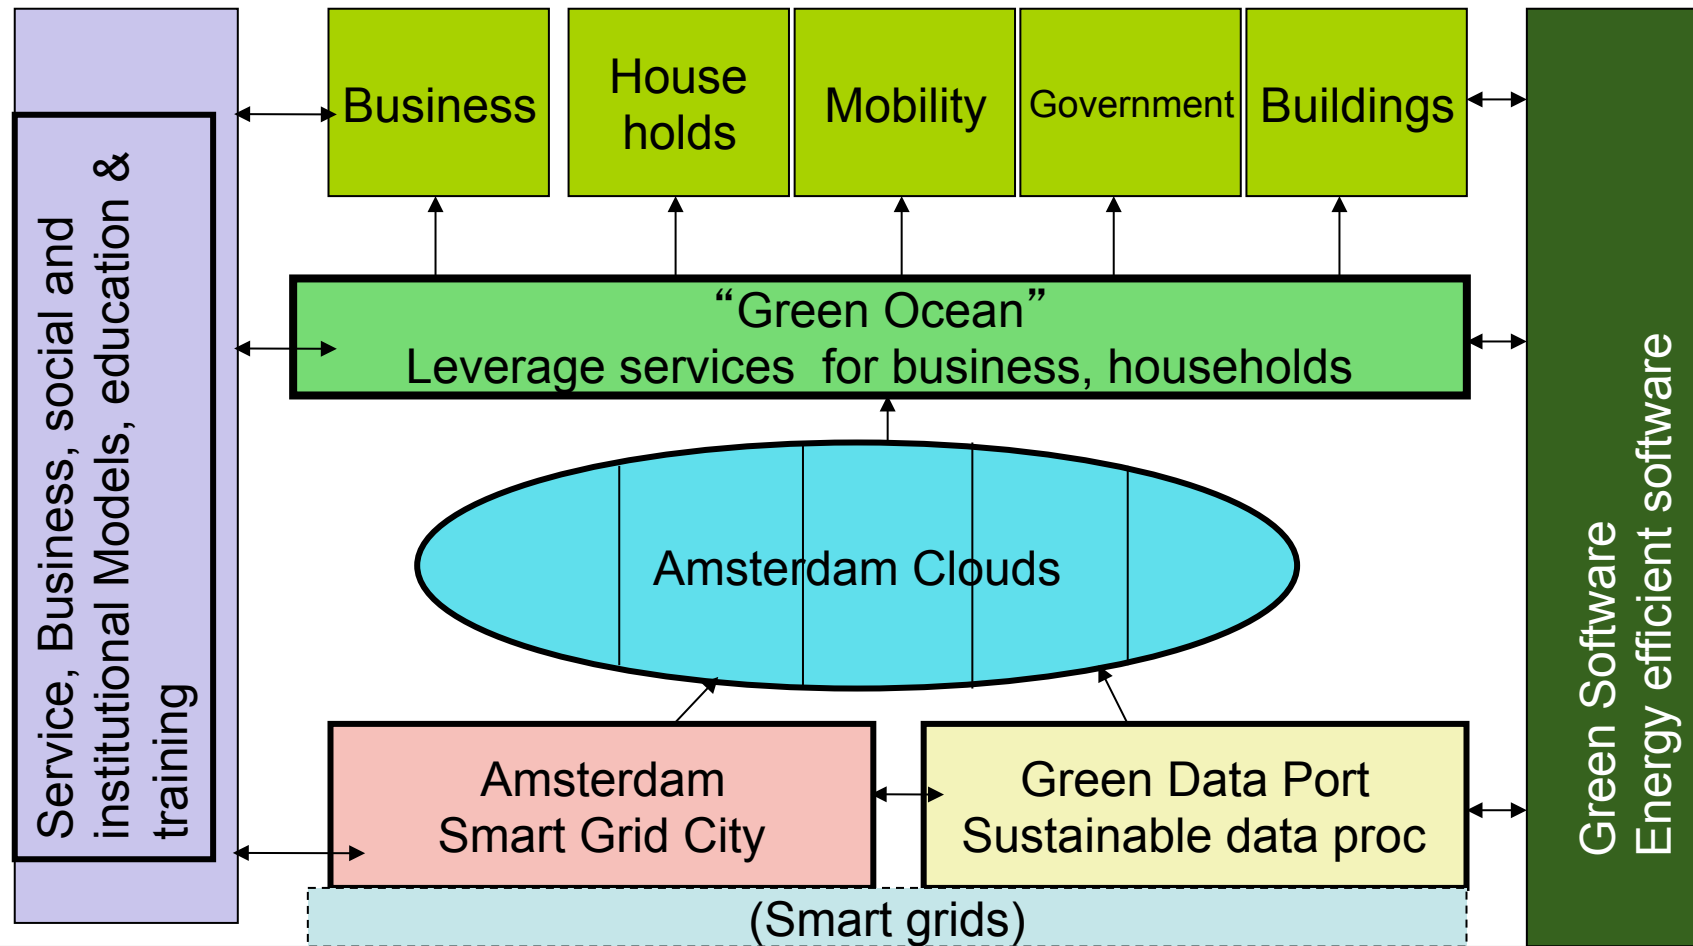 Service, Business, social and
institutional Models, education &
training
Business
House
holds
Mobility
Government
Buildings
“Green Ocean”
Leverage services  for business, households
Amsterdam Clouds
Amsterdam
Smart Grid City
Green Data Port
Sustainable data proc
(Smart grids)
Green Software
Energy efficient software